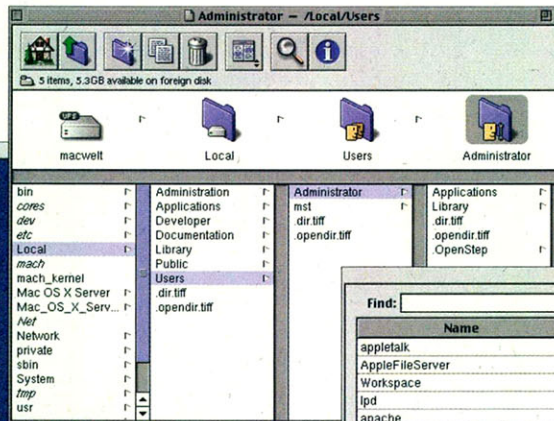 Administrator — /Local/Users
5 items, 5.3GB available on foreign disk
UFS
macwelt
Local
Users
Administrator
bin
cores
dev
etc
Local
mach
mach_kernel
Mac OS X Server
Mac_OS_X_Serv...
Net
Network
private
sbin
System
tmp
usr
Administration
Applications
Developer
Documentation
Library
Public
Users
.dir.tiff
.opendir.tiff
Administrator
mst
.dir.tiff
.opendir.tiff
Applications
Library
.dir.tiff
.opendir.tiff
.OpenStep
Find:
Name
appletalk
AppleFileServer
Workspace
lpd
apache